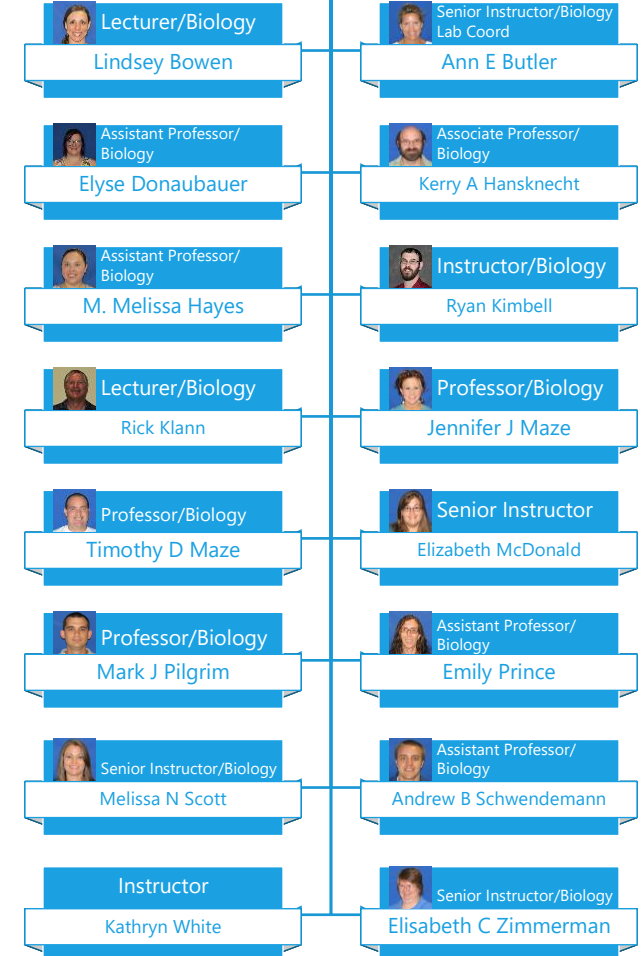 Lecturer/Biology
Lindsey Bowen
Senior Instructor/Biology
Lab Coord
Ann E Butler
Assistant Professor/
Biology
Elyse Donaubauer
Associate Professor/
Biology
Kerry A Hansknecht
Assistant Professor/
Biology
M. Melissa Hayes
Instructor/Biology
Ryan Kimbell
Lecturer/Biology
Rick Klann
Professor/Biology
Jennifer J Maze
Professor/Biology
Timothy D Maze
Senior Instructor
Elizabeth McDonald
Professor/Biology
Mark J Pilgrim
Assistant Professor/
Biology
Emily Prince
Senior Instructor/Biology
Melissa N Scott
Assistant Professor/
Biology
Andrew B Schwendemann
Instructor
Kathryn White
Senior Instructor/Biology
Elisabeth C Zimmerman